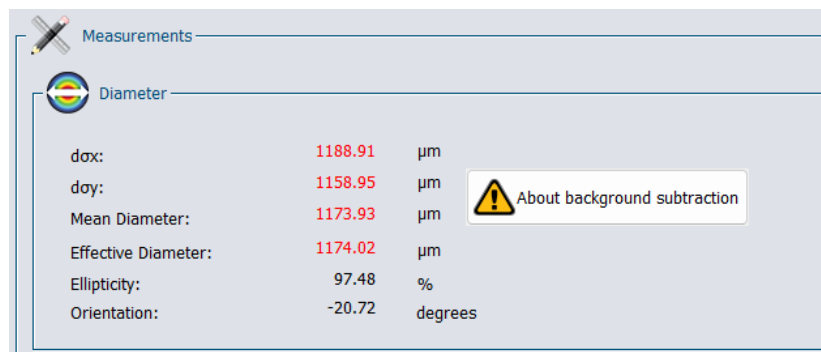 Measurements
Diameter
dσx: 1188.91 µm
dσy: 1158.95 µm
About background subtraction
Mean Diameter: 1173.93 µm
Effective Diameter: 1174.02 µm
Ellipticity: 97.48 %
Orientation: -20.72 degrees